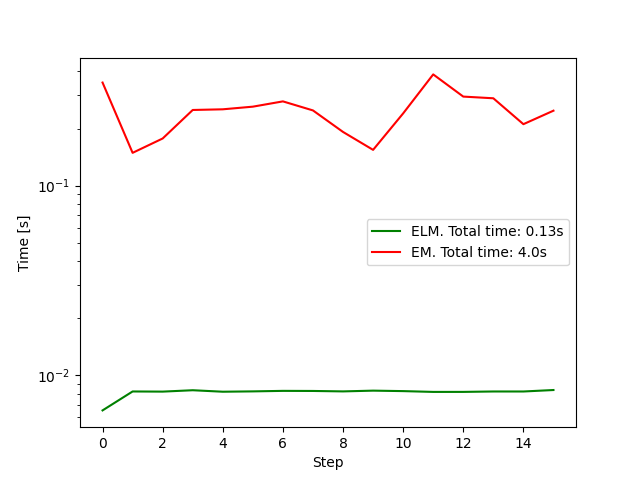 Time [s]
10⁻¹
10⁻²
ELM. Total time: 0.13s
EM. Total time: 4.0s
0 2 4 6 8 10 12 14
Step